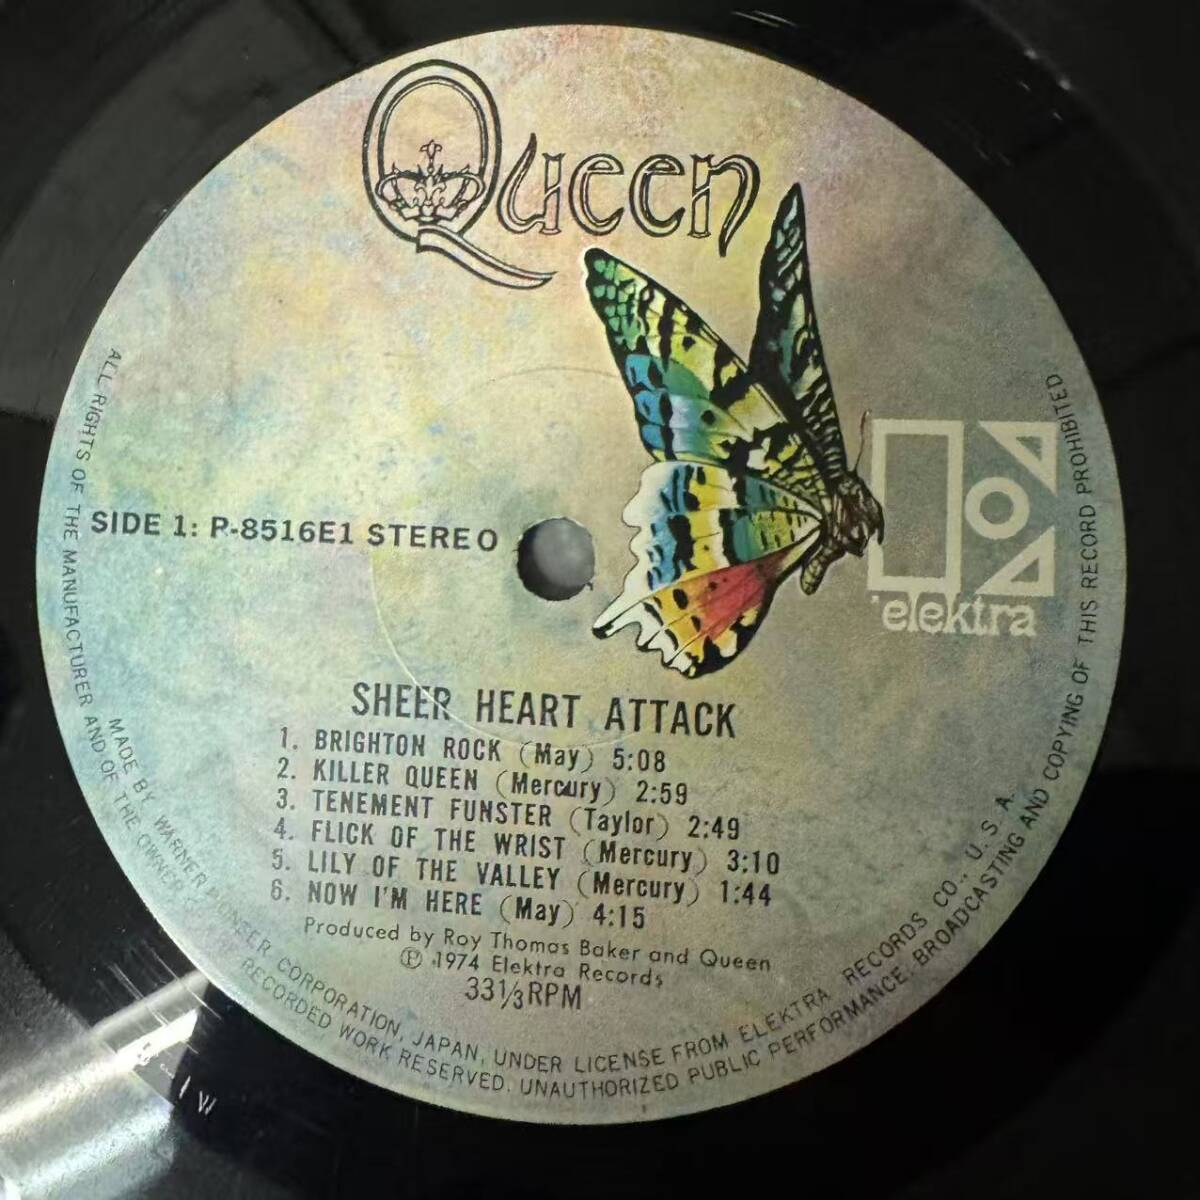 Queen
elektra
SIDE 1: P-8516E1 STEREO
SHEER HEART ATTACK
1. BRIGHTON ROCK (May) 5:08
2. KILLER QUEEN (Mercury) 2:59
3. TENEMENT FUNSTER (Taylor) 2:49
4. FLICK OF THE WRIST (Mercury) 3:10
5. LILY OF THE VALLEY (Mercury) 1:44
6. NOW I'M HERE (May) 4:15
Produced by Roy Thomas Baker and Queen
Ⓟ 1974 Elektra Records
33⅓RPM
MADE BY WARNER PIONEER CORPORATION, JAPAN, UNDER LICENSE FROM ELEKTRA RECORDS CO., U. S. A.
ALL RIGHTS OF THE MANUFACTURER AND OF THE OWNER OF RECORDED WORK RESERVED. UNAUTHORIZED PUBLIC PERFORMANCE. BROADCASTING AND COPYING OF THIS RECORD PROHIBITED